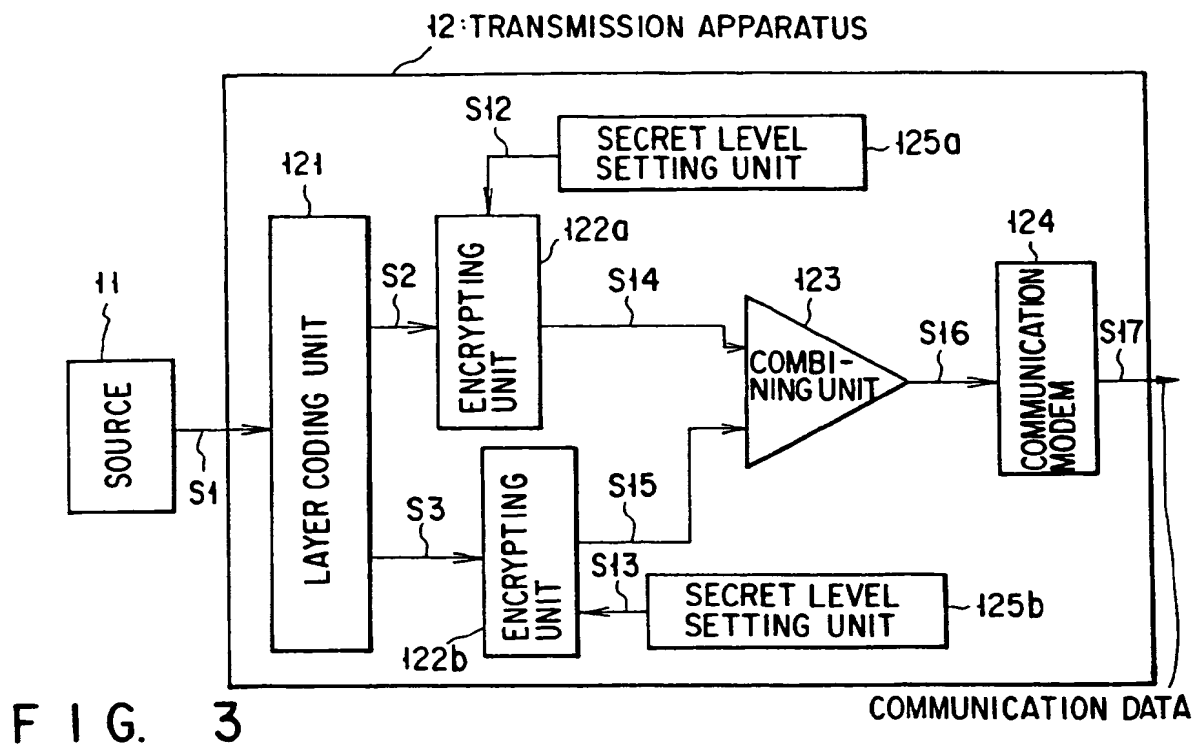 12:TRANSMISSION APPARATUS
S12
SECRET LEVEL
SETTING UNIT
125a
121
122a
124
11
S2
ENCRYPTING
UNIT
S14
123
S16
S17
SOURCE
S1
LAYER CODING UNIT
COMBI-
NING UNIT
COMMUNICATION
MODEM
S3
ENCRYPTING
UNIT
S15
S13
SECRET LEVEL
SETTING UNIT
125b
122b
COMMUNICATION DATA
FIG. 3